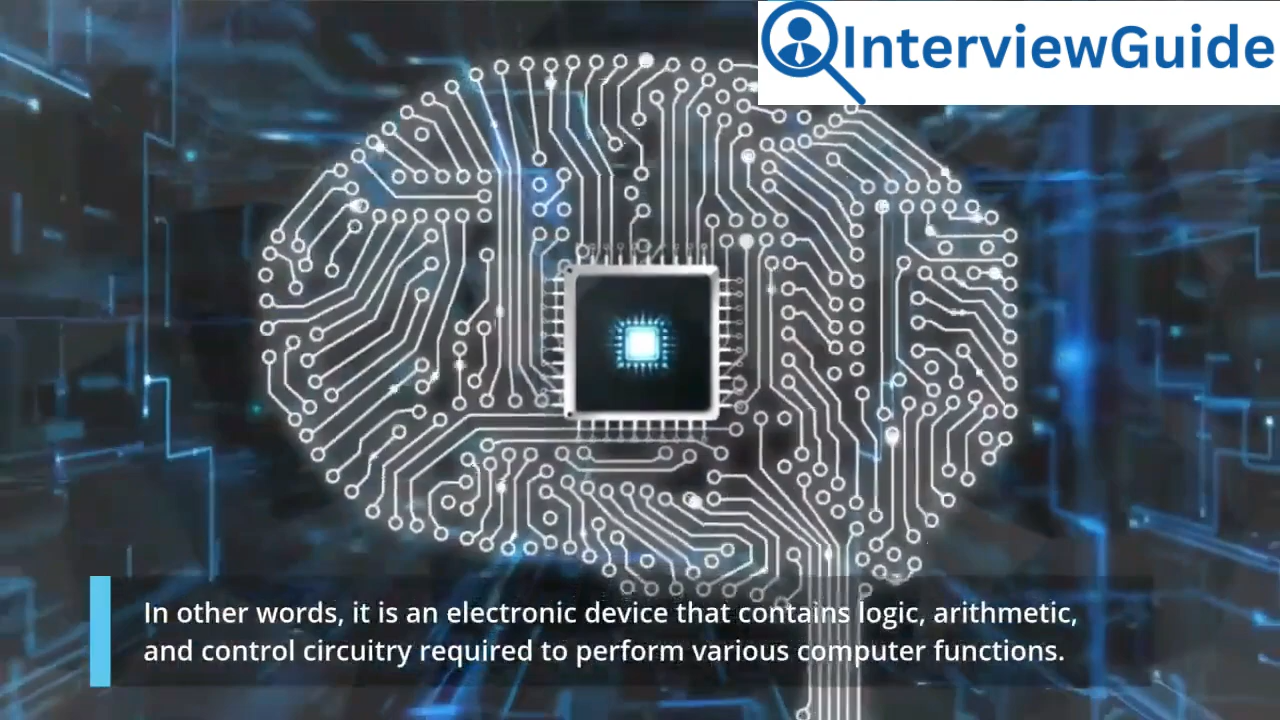 InterviewGuide
In other words, it is an electronic device that contains logic, arithmetic,
and control circuitry required to perform various computer functions.